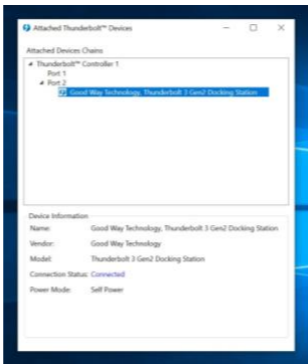 Attached Thunderbolt™ Devices
Attached Devices Chains
Thunderbolt™ Controller 1
Port 1
Port 2
Good Way Technology, Thunderbolt 3 Gen2 Docking Station
Device Information
Name: Good Way Technology, Thunderbolt 3 Gen2 Docking Station
Vendor: Good Way Technology
Model: Thunderbolt 3 Gen2 Docking Station
Connection Status: Connected
Power Mode: Self Power